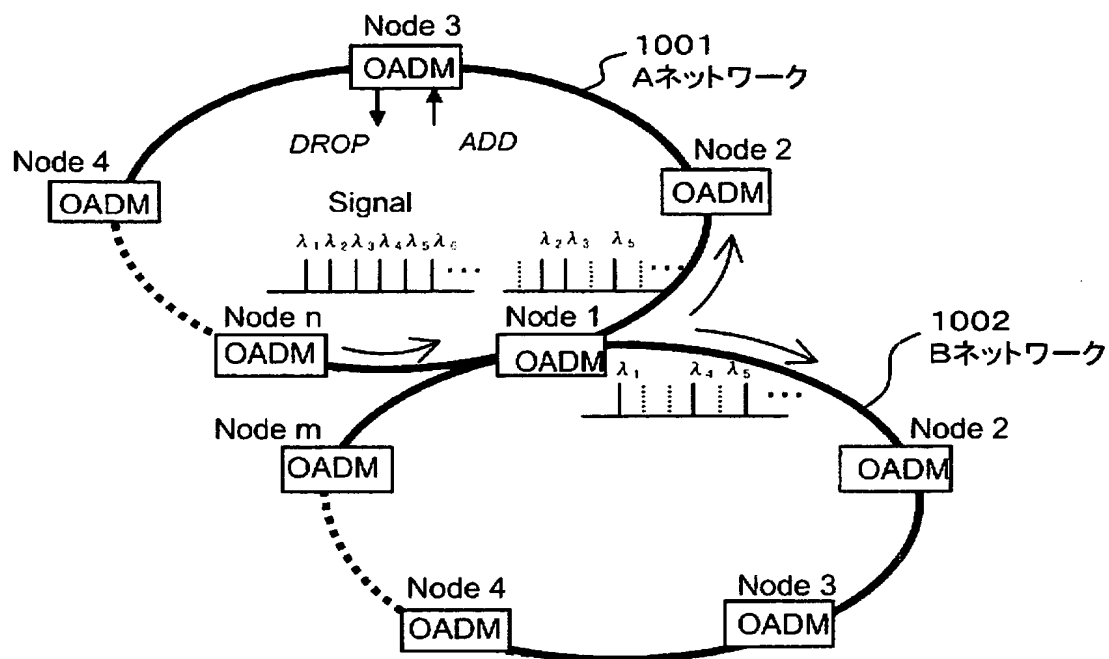 Node 3
OADM
DROP
ADD
1001
Aネットワーク
Node 4
OADM
Node 2
OADM
Signal
λ1 λ2 λ3 λ4 λ5 λ6 ・・・
λ2 λ3 λ5 ・・・
Node n
OADM
Node 1
OADM
1002
Bネットワーク
λ1 λ4 λ5 ・・・
Node m
OADM
Node 2
OADM
Node 4
OADM
Node 3
OADM